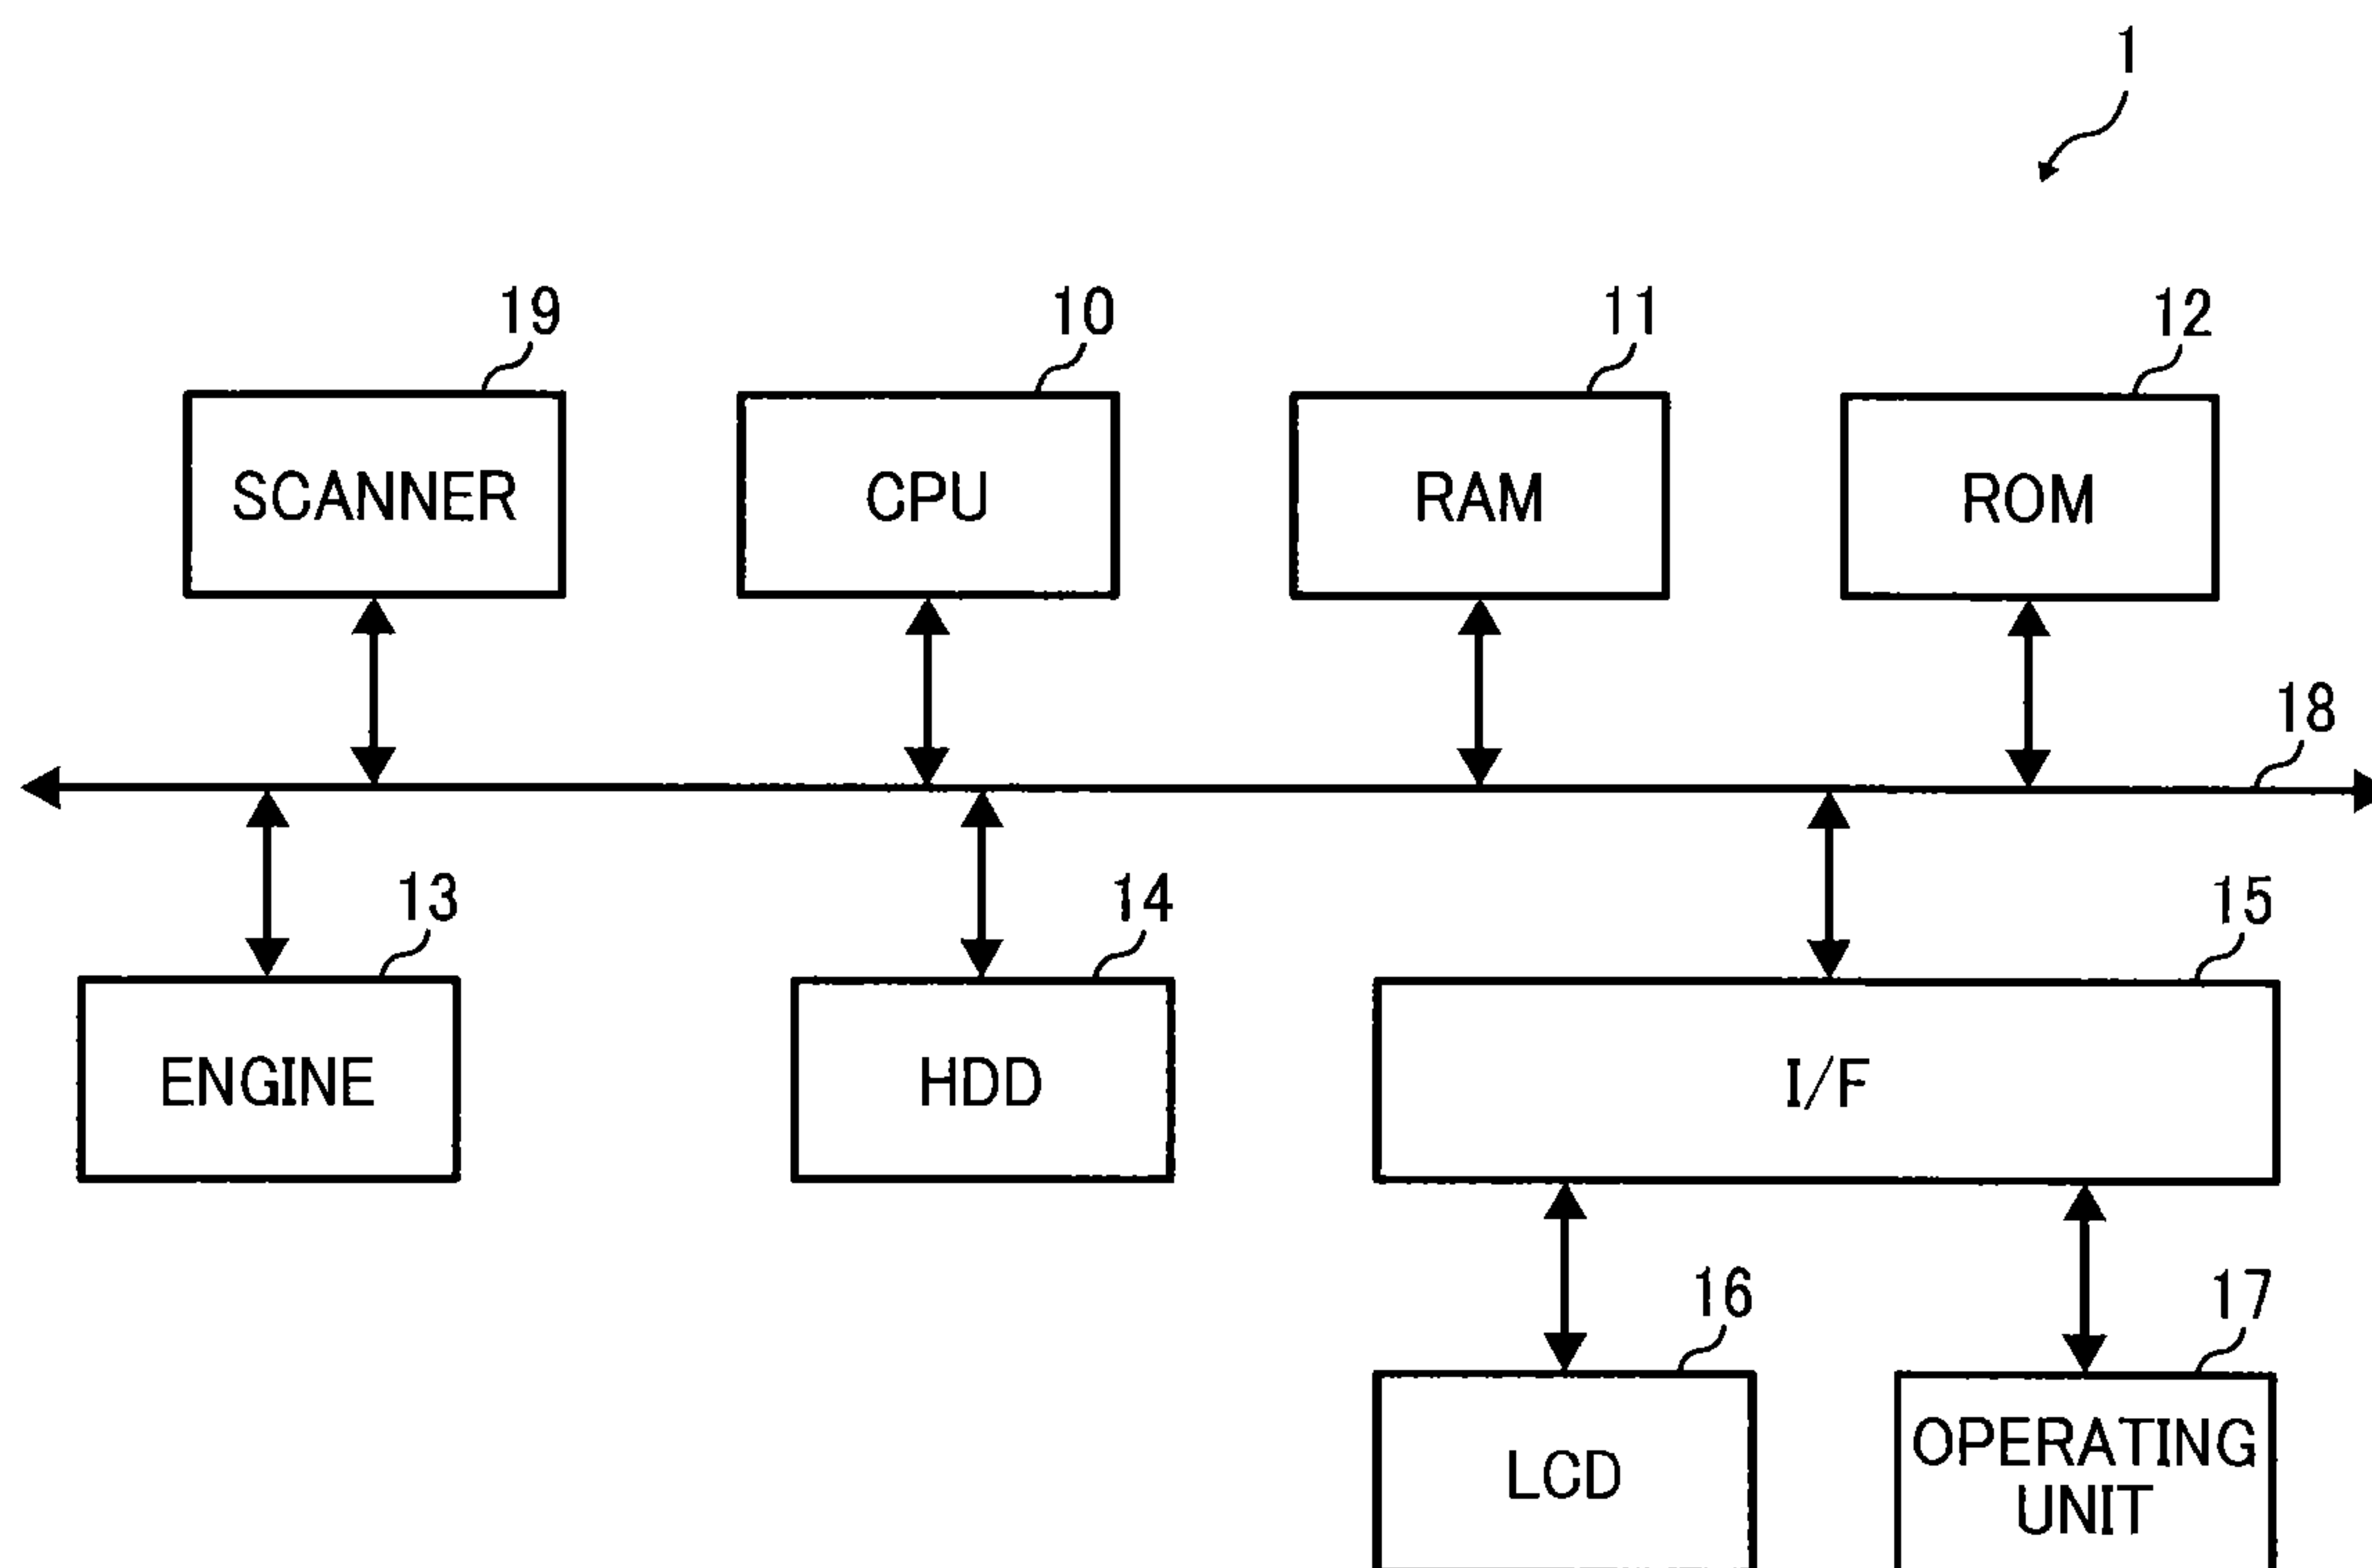 1
19
10
11
12
SCANNER
CPU
RAM
ROM
18
13
14
15
ENGINE
HDD
I/F
16
17
LCD
OPERATING
UNIT